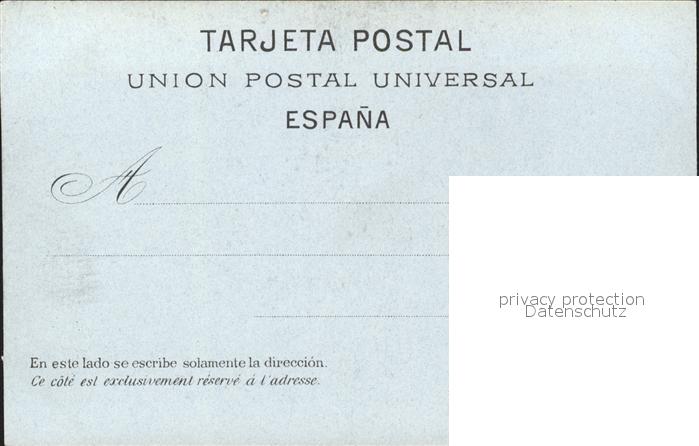 TARJETA POSTAL
UNION POSTAL UNIVERSAL
ESPAÑA
A
En este lado se escribe solamente la dirección.
Ce côté est exclusivement réservé á l'adresse.
privacy protection
Datenschutz